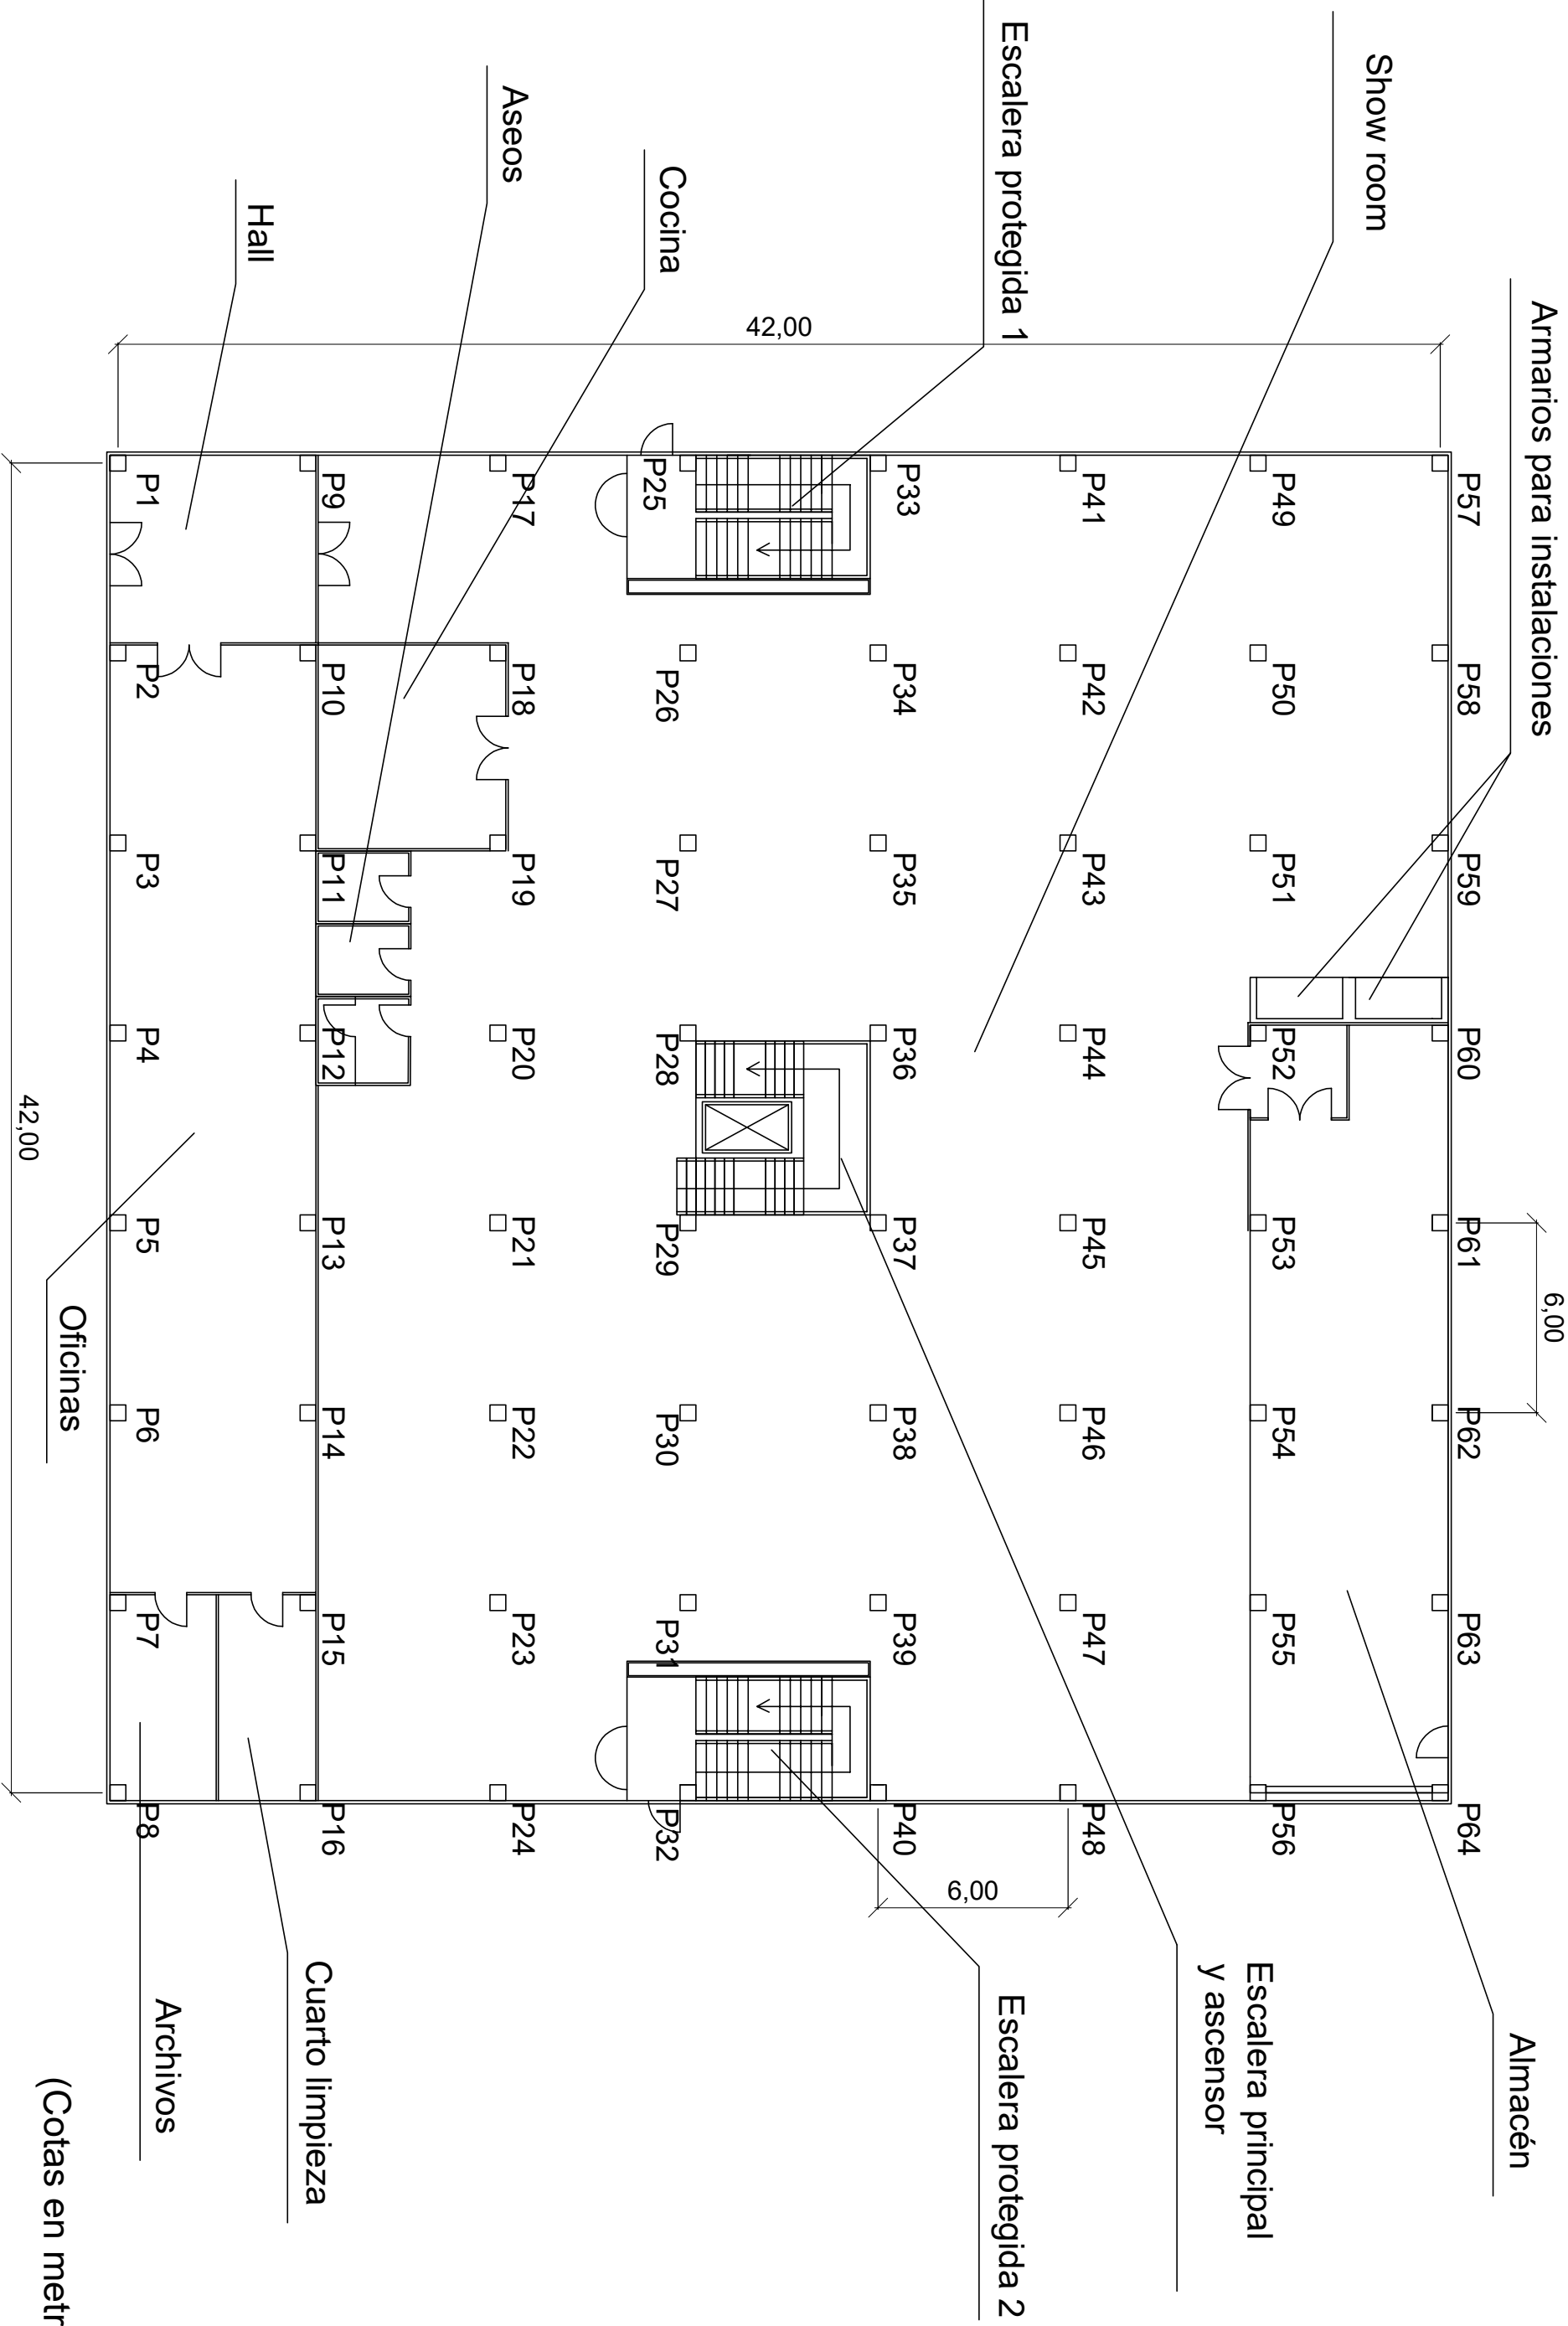 Armarios para instalaciones
6,00
Almacén
P57 P58 P59 P60 P61 P62 P63 P64
Show room
P49 P50 P51 P52 P53 P54 P55 P56
Escalera principal
y ascensor
P41 P42 P43 P44 P45 P46 P47 P48
Escalera protegida 1
Escalera protegida 2
6,00
P33 P34 P35 P36 P37 P38 P39 P40
42,00
Cocina
P25 P26 P27 P28 P29 P30 P31 P32
Aseos
P17 P18 P19 P20 P21 P22 P23 P24
P9 P10 P11 P12 P13 P14 P15 P16
Cuarto limpieza
Hall
Archivos
P1 P2 P3 P4 P5 P6 P7 P8
Oficinas
42,00
(Cotas en metr